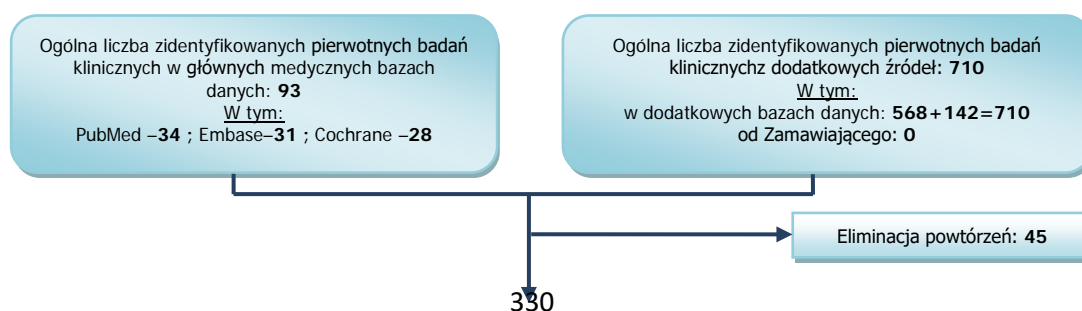 Ogólna liczba zidentyfikowanych pierwotnych badań
klinicznych w głównych medycznych bazach
danych: 93
W tym:
PubMed –34 ; Embase–31 ; Cochrane –28
Ogólna liczba zidentyfikowanych pierwotnych badań
klinicznychz dodatkowych źródeł: 710
W tym:
w dodatkowych bazach danych: 568+142=710
od Zamawiającego: 0
Eliminacja powtórzeń: 45
330